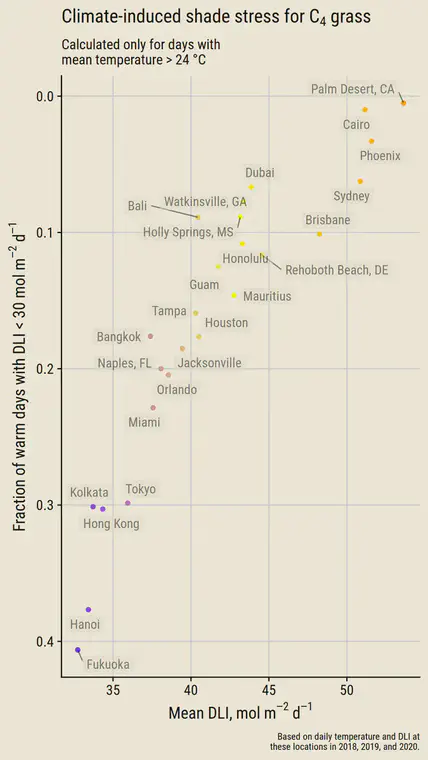 Climate-induced shade stress for C₄ grass
Calculated only for days with
mean temperature > 24 °C
Fraction of warm days with DLI < 30 mol m⁻² d⁻¹
0.0
0.1
0.2
0.3
0.4
Palm Desert, CA
Cairo
Phoenix
Dubai
Sydney
Bali
Watkinsville, GA
Brisbane
Holly Springs, MS
Honolulu
Rehoboth Beach, DE
Guam
Mauritius
Tampa
Houston
Bangkok
Naples, FL
Jacksonville
Orlando
Miami
Kolkata
Tokyo
Hong Kong
Hanoi
Fukuoka
35
40
45
50
Mean DLI, mol m⁻² d⁻¹
Based on daily temperature and DLI at
these locations in 2018, 2019, and 2020.